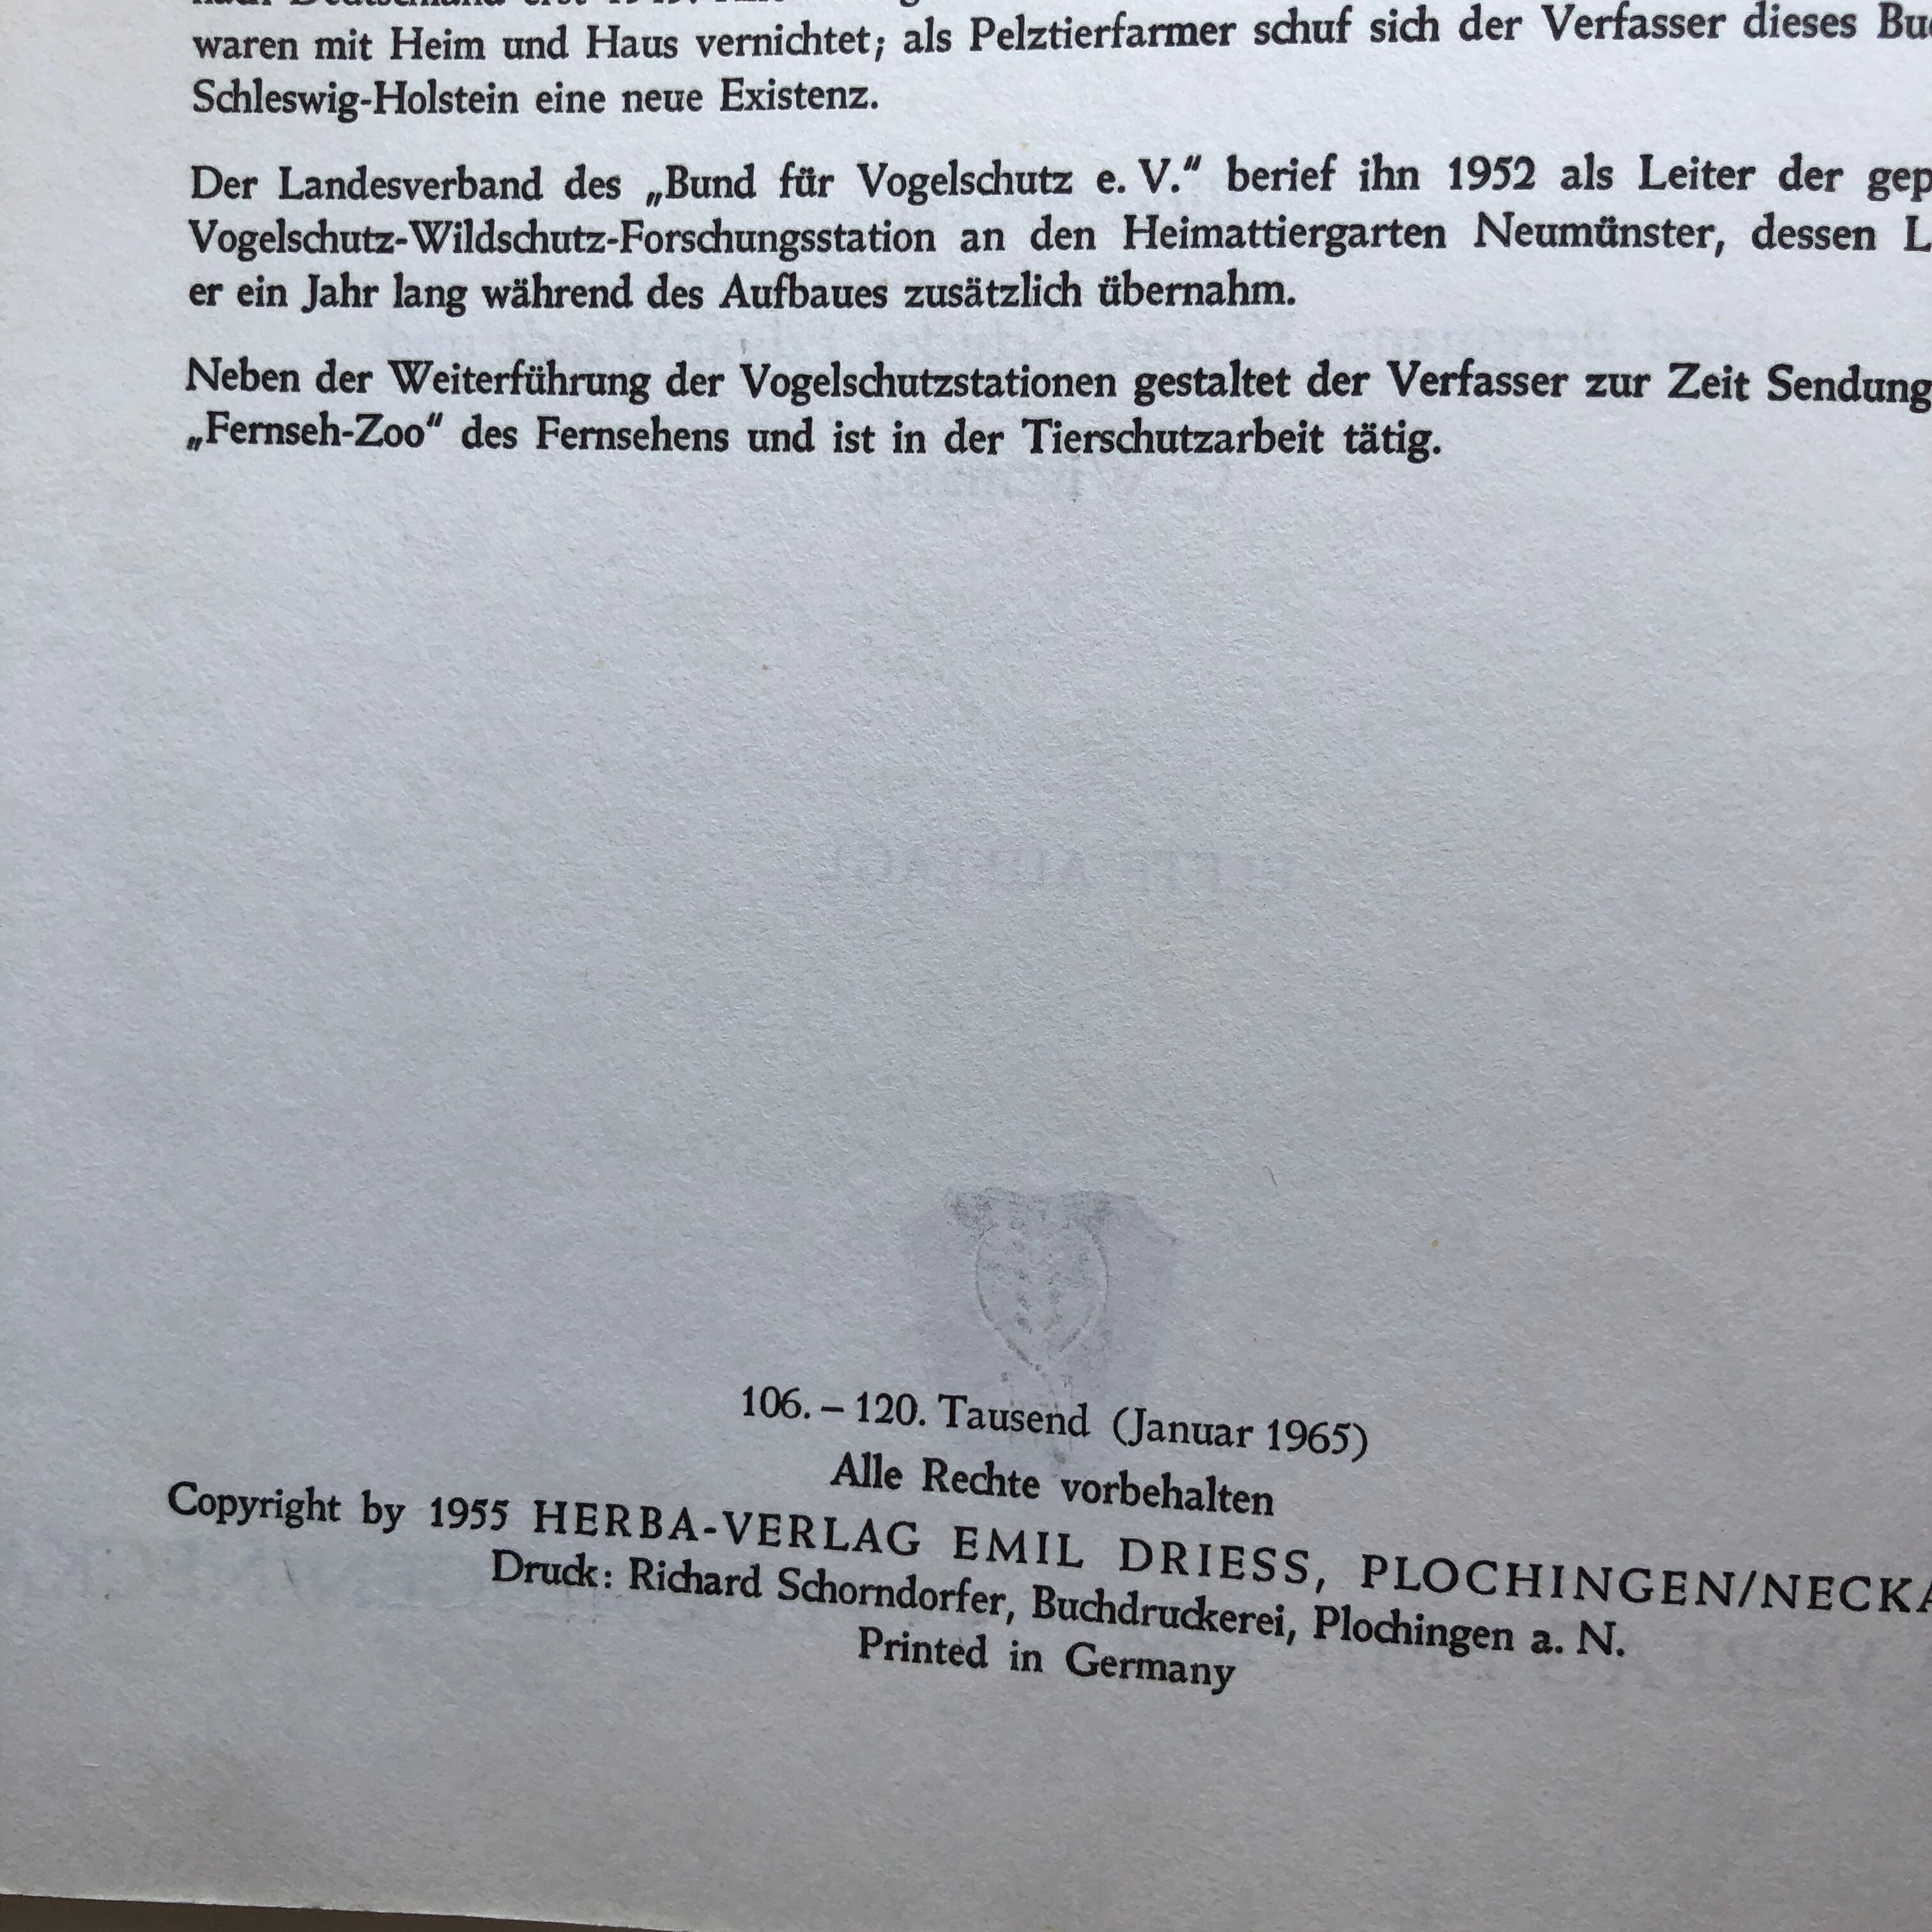 waren mit Heim und Haus vernichtet; als Pelztierfarmer schuf sich der Verfasser dieses
Schleswig-Holstein eine neue Existenz.
Der Landesverband des „Bund für Vogelschutz e. V.“ berief ihn 1952 als Leiter der
Vogelschutz-Wildschutz-Forschungsstation an den Heimattiergarten Neumünster, dessen
er ein Jahr lang während des Aufbaues zusätzlich übernahm.
Neben der Weiterführung der Vogelschutzstationen gestaltet der Verfasser zur Zeit Sendung
„Fernseh-Zoo“ des Fernsehens und ist in der Tierschutzarbeit tätig.
106. – 120. Tausend (Januar 1965)
Alle Rechte vorbehalten
Copyright by 1955 HERBA-VERLAG EMIL DRIESS, PLOCHINGEN/NECKA
Druck: Richard Schorndorfer, Buchdruckerei, Plochingen a. N.
Printed in Germany